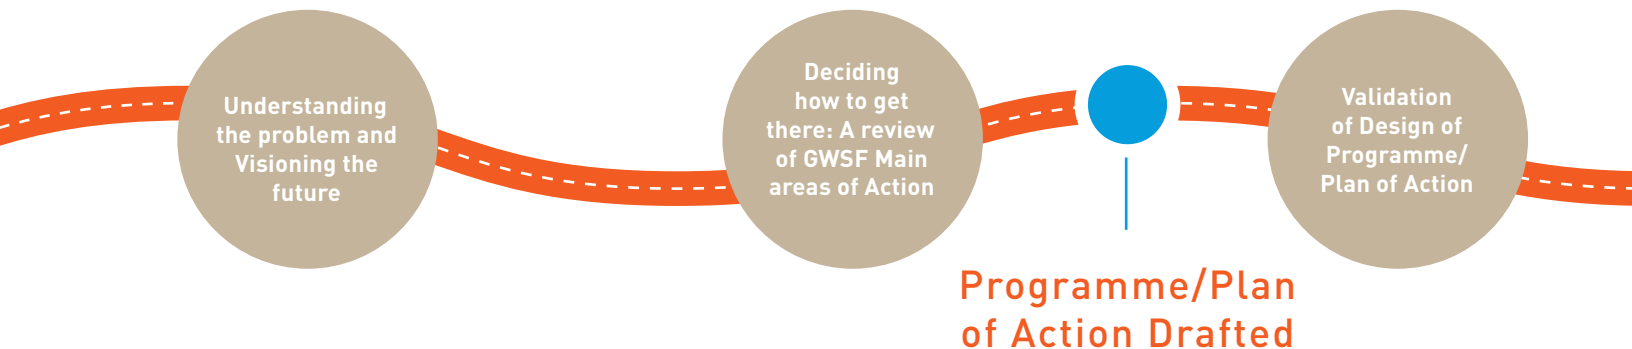 Understanding
the problem and
Visioning the
future
Deciding
how to get
there: A review
of GWSF Main
areas of Action
Programme/Plan
of Action Drafted
Validation
of Design of
Programme/
Plan of Action